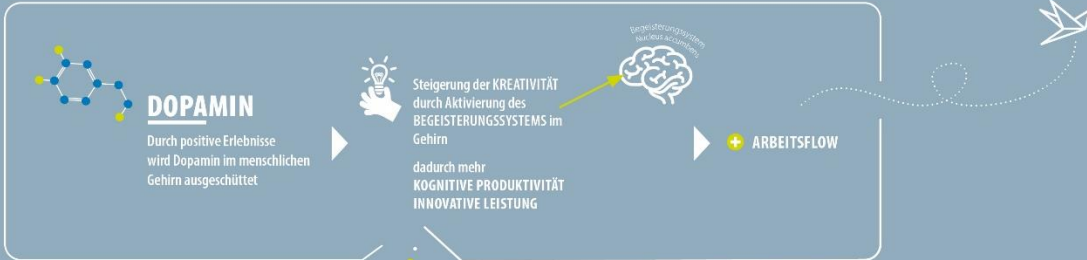 DOPAMIN
Durch positive Erlebnisse
wird Dopamin im menschlichen
Gehirn ausgeschüttet
Steigerung der KREATIVITÄT
durch Aktivierung des
BEGEISTERUNGSSYSTEMS im
Gehirn
dadurch mehr
KOGNITIVE PRODUKTIVITÄT
INNOVATIVE LEISTUNG
Begeisterungssystem
Nucleus accumbens
ARBEITSFLOW